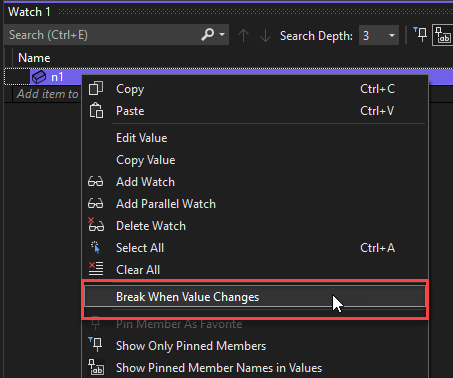 Watch 1
Search (Ctrl+E) Search Depth: 3
Name
n1
Add item to
Copy Ctrl+C
Paste Ctrl+V
Edit Value
Copy Value
Add Watch
Add Parallel Watch
Delete Watch
Select All Ctrl+A
Clear All
Break When Value Changes
Pin Member As Favorite
Show Only Pinned Members
Show Pinned Member Names in Values